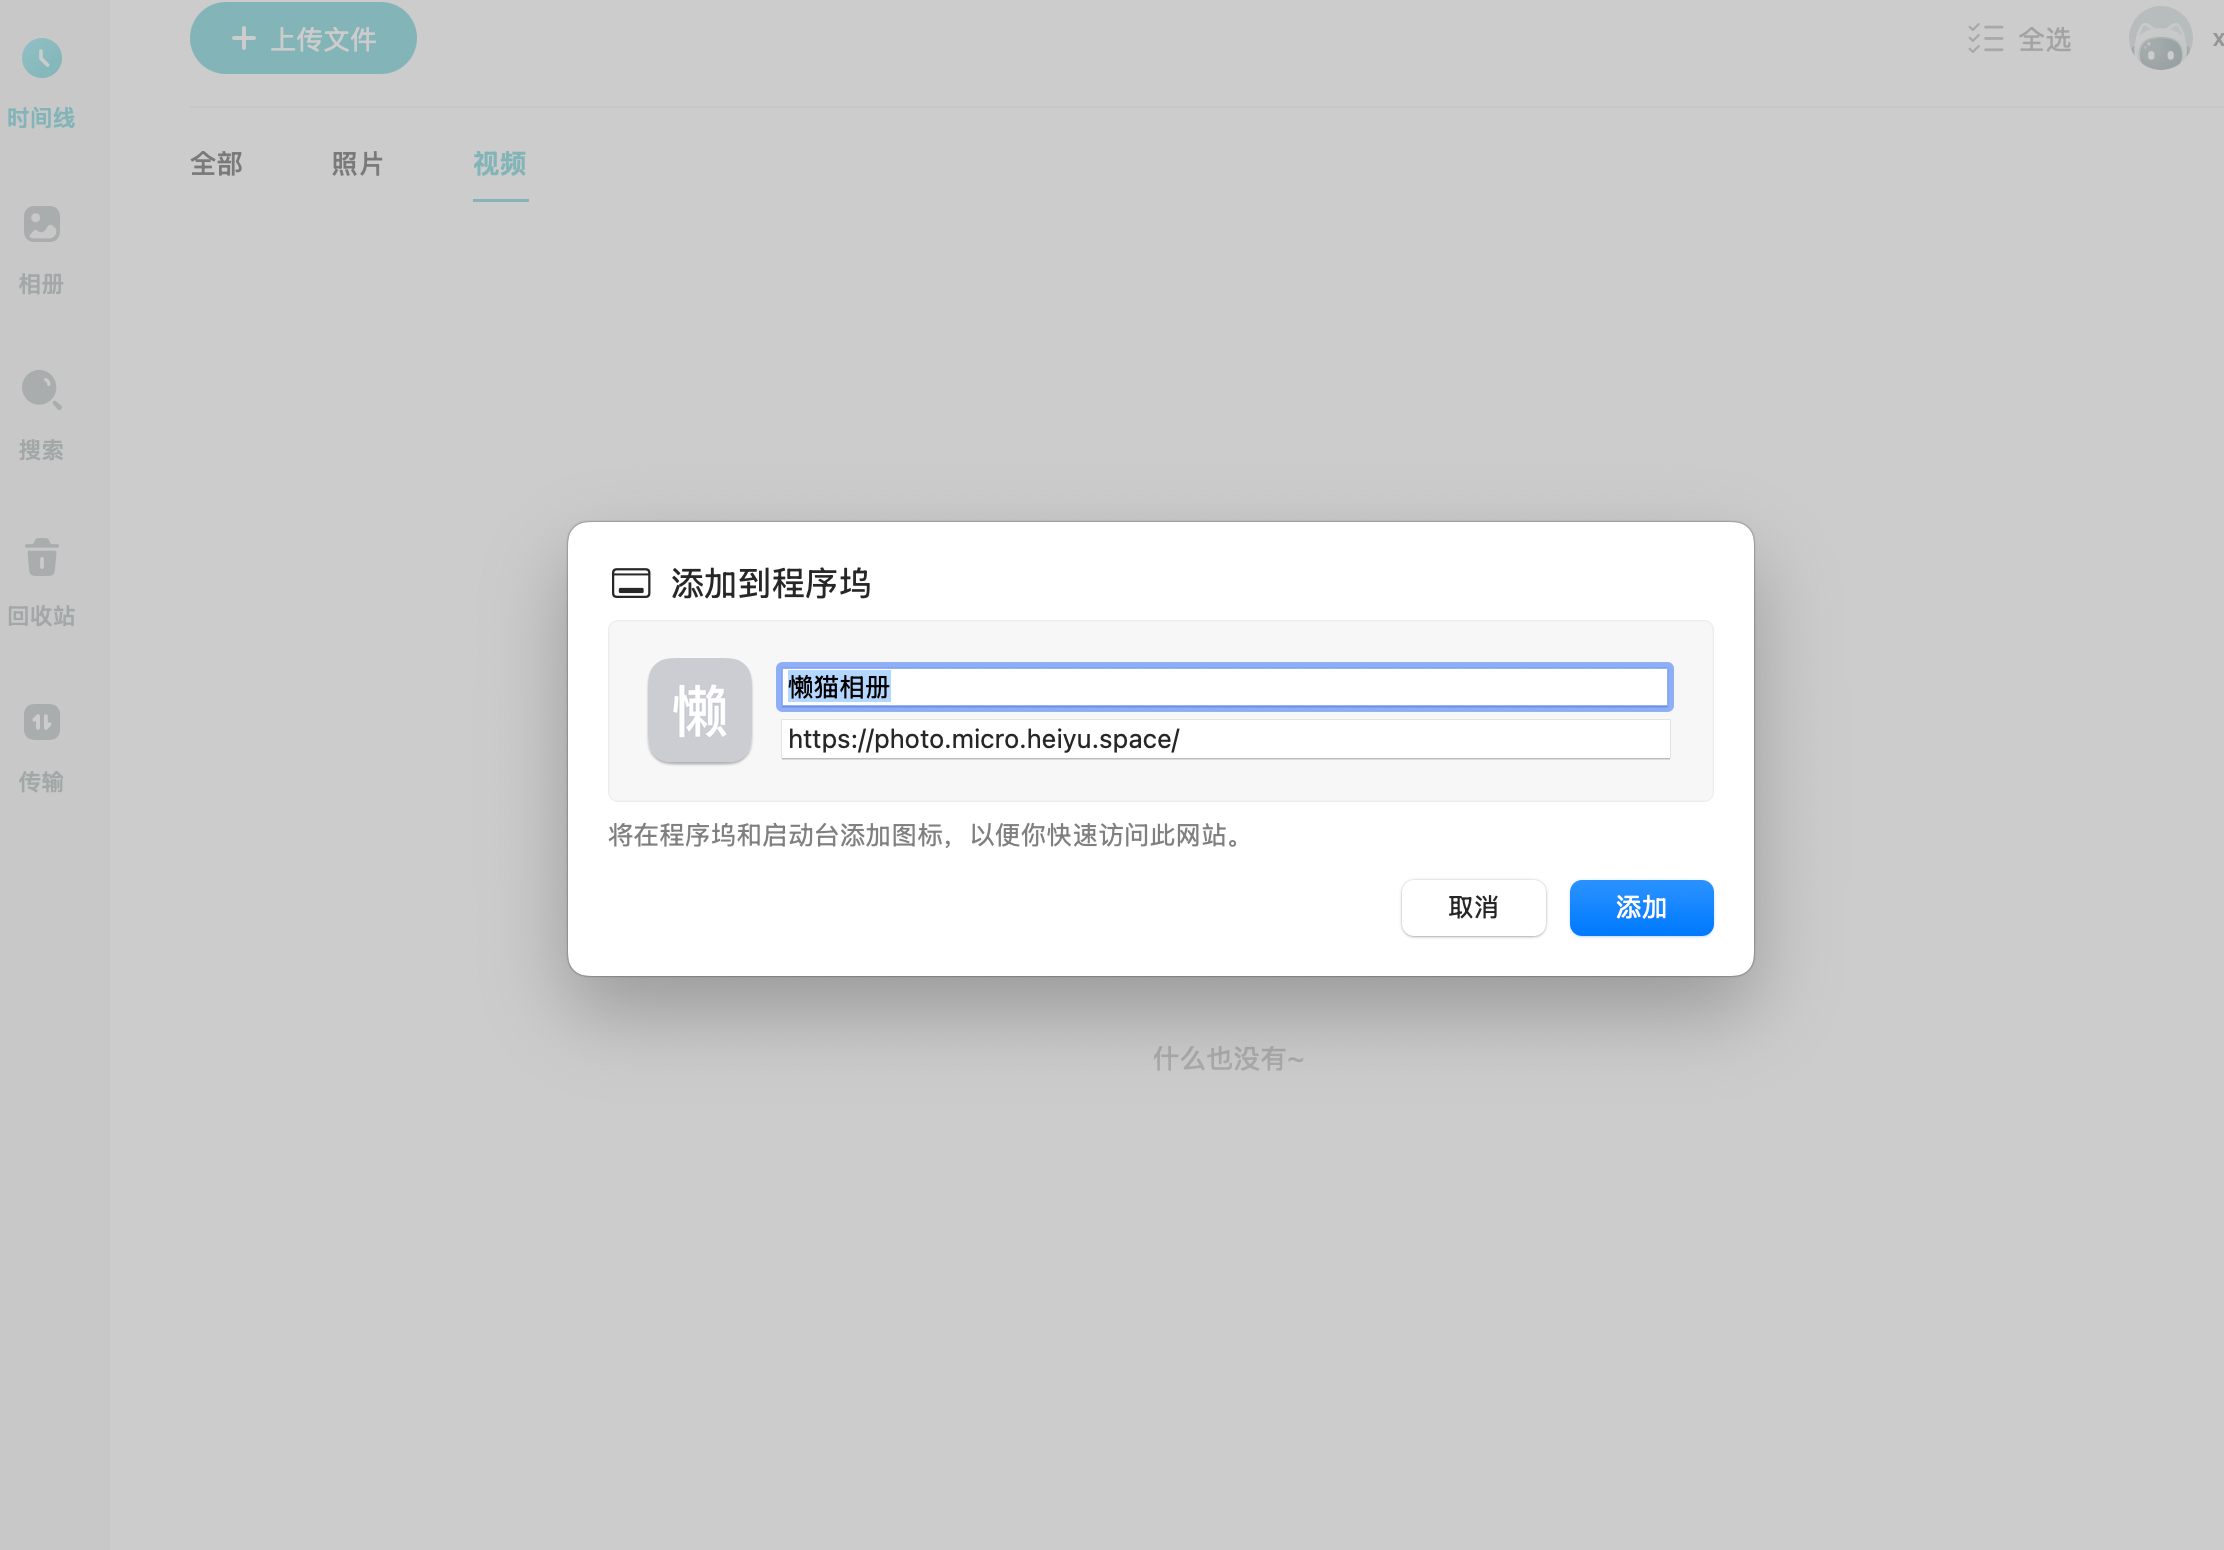 上传文件
全选
x
时间线
全部
照片
视频
相册
搜索
回收站
传输
添加到程序坞
懒
懒猫相册
https://photo.micro.heiyu.space/
将在程序坞和启动台添加图标，以便你快速访问此网站。
取消
添加
什么也没有~